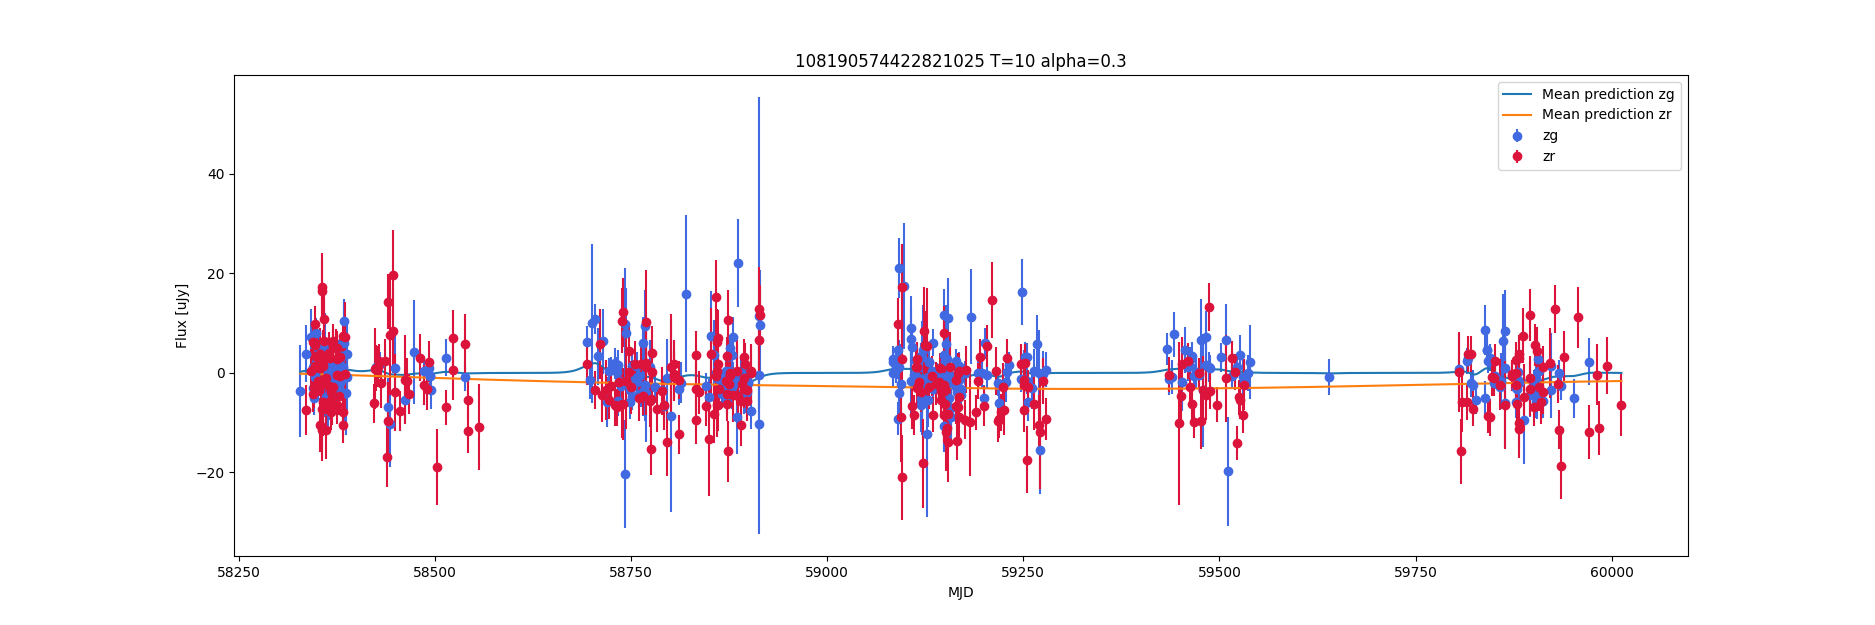 108190574422821025 T=10 alpha=0.3
Mean prediction zg
Mean prediction zr
zg
zr
Flux [uJy]
40
20
0
−20
58250 58500 58750 59000 59250 59500 59750 60000
MJD